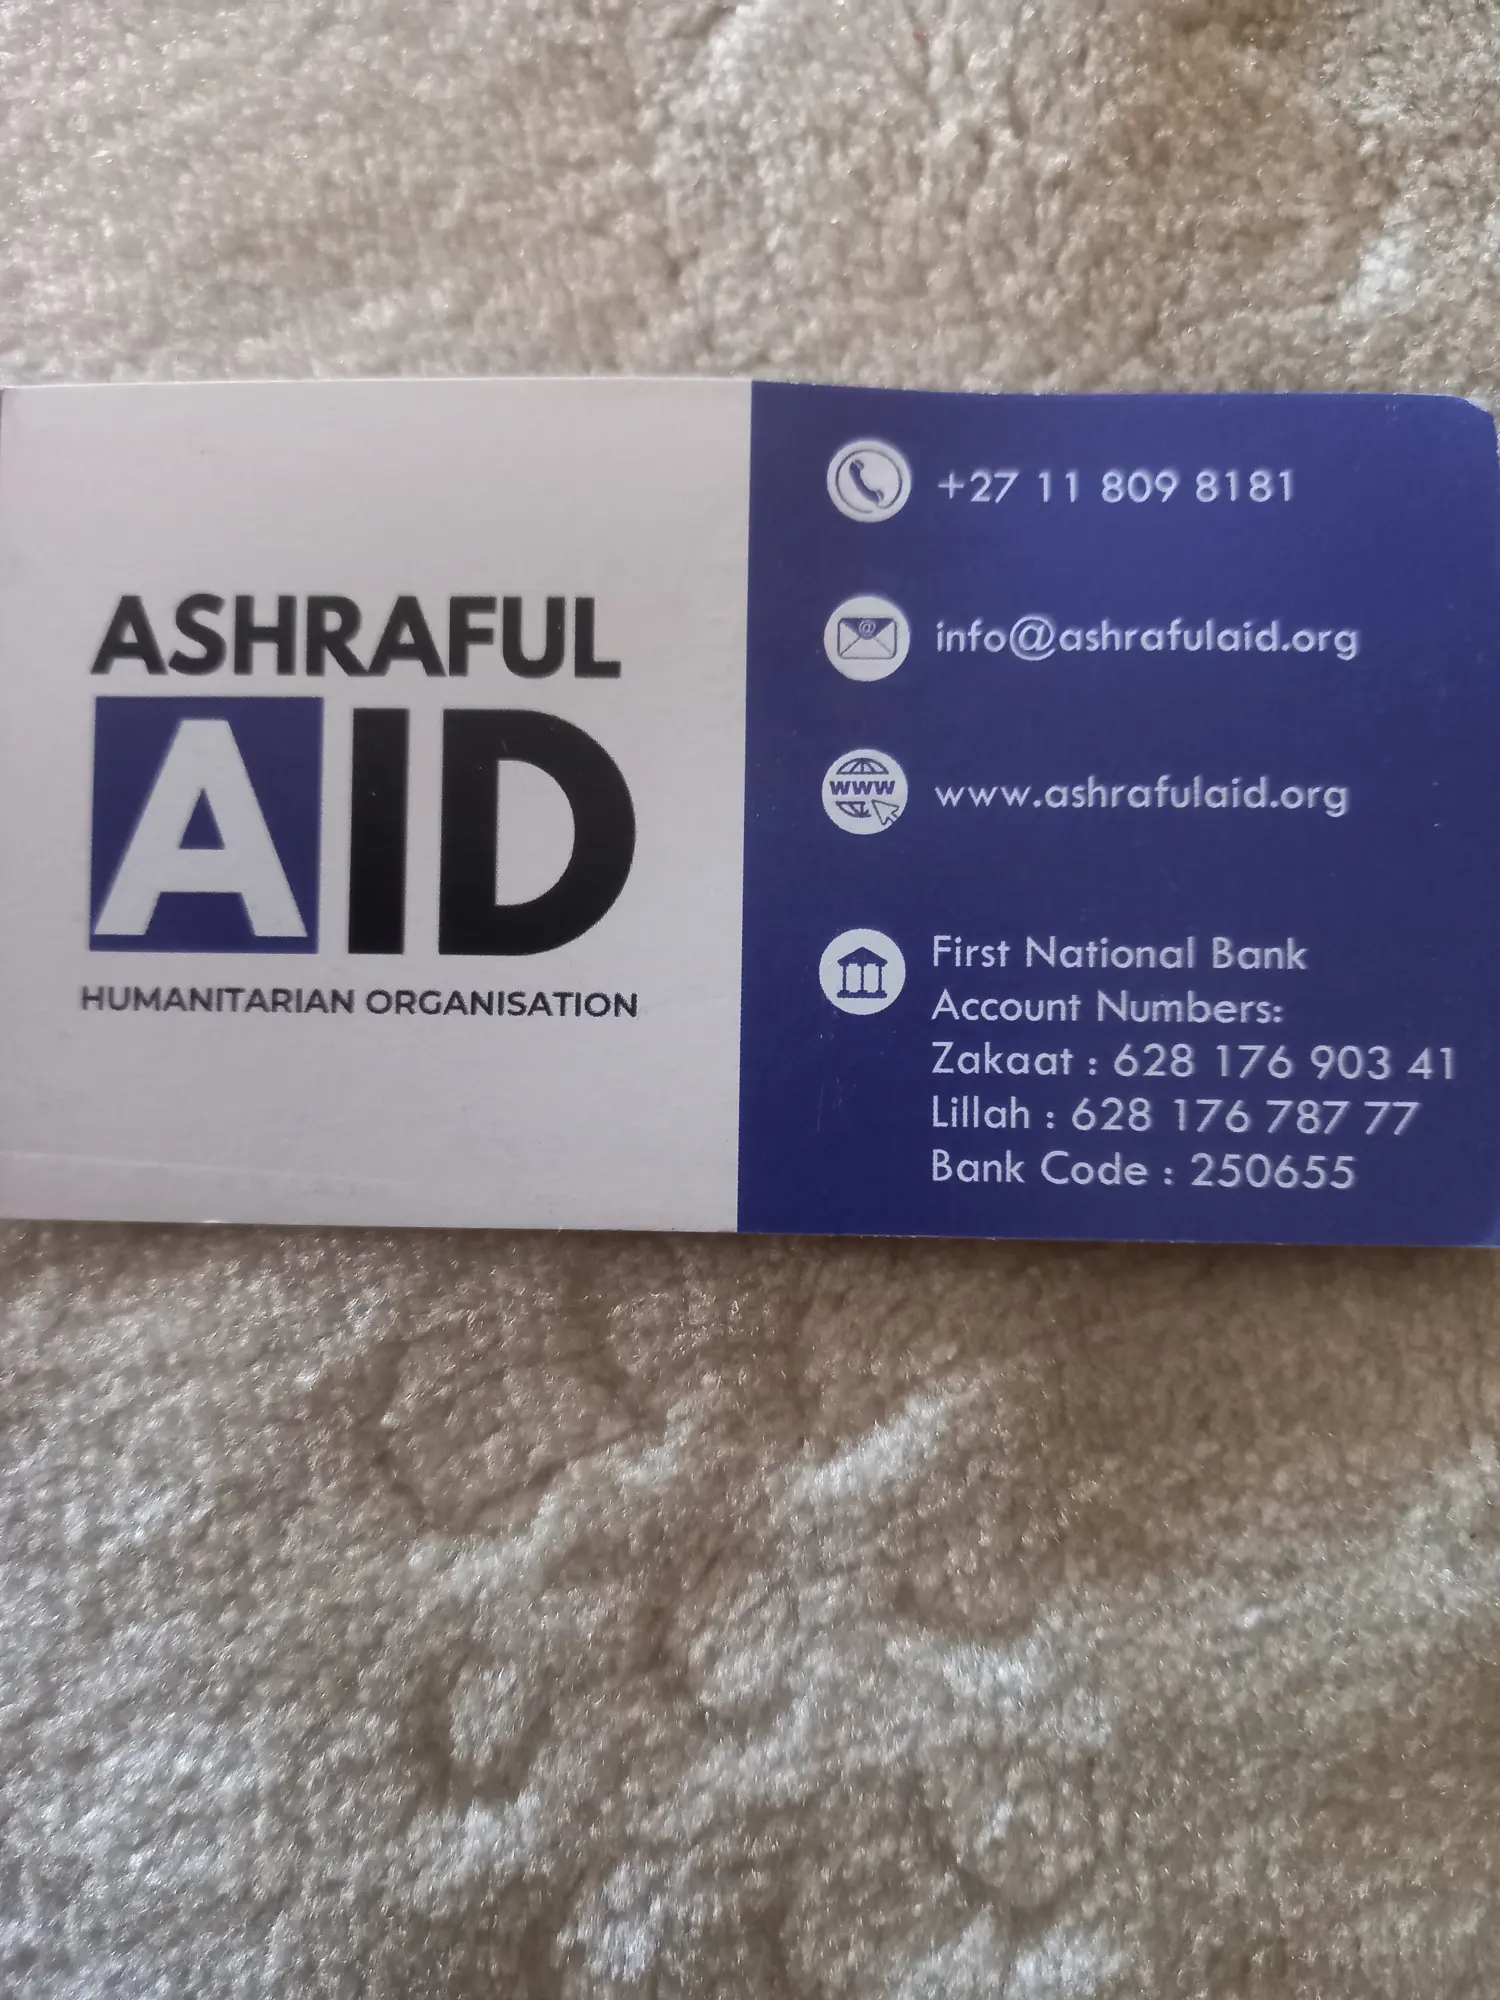 ASHRAFUL
AID
HUMANITARIAN ORGANISATION
+27 11 809 8181
@
info@ashrafulaid.org
www
www.ashrafulaid.org
First National Bank
Account Numbers:
Zakaat : 628 176 903 41
Lillah : 628 176 787 77
Bank Code : 250655